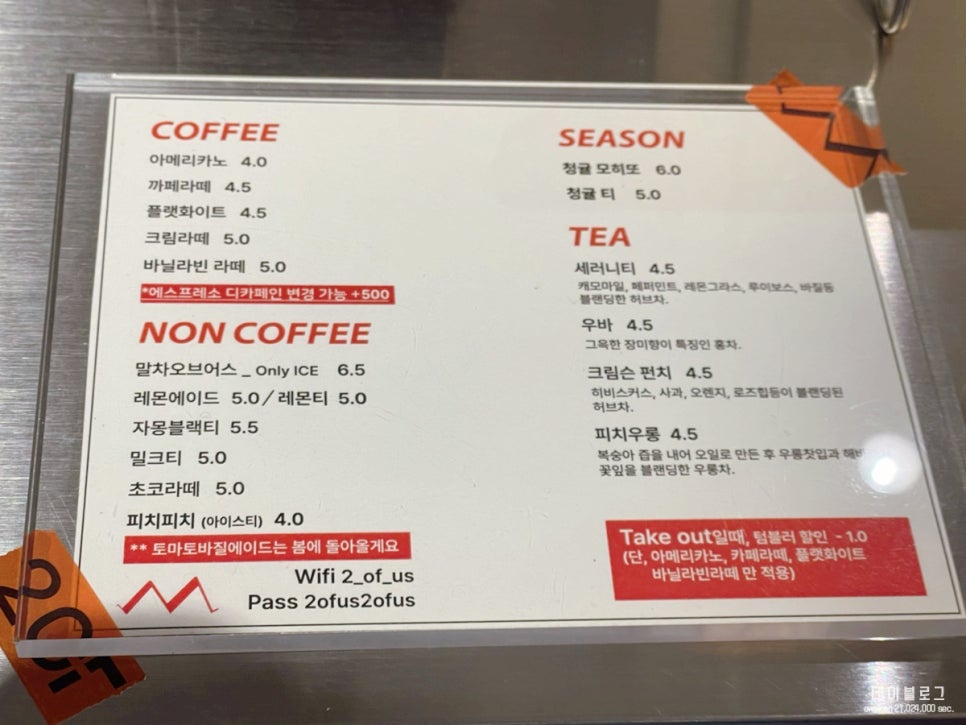 COFFEE
아메리카노 4.0
까페라떼 4.5
플랫화이트 4.5
크림라떼 5.0
바닐라빈 라떼 5.0
*에스프레소 디카페인 변경 가능 +500
NON COFFEE
말차오브어스 _ Only ICE 6.5
레몬에이드 5.0 / 레몬티 5.0
자몽블랙티 5.5
밀크티 5.0
초코라떼 5.0
피치피치 (아이스티) 4.0
** 토마토바질에이드는 봄에 돌아올게요
Wifi 2_of_us
Pass 2ofus2ofus
SEASON
청귤 모히또 6.0
청귤 티 5.0
TEA
세러니티 4.5
캐모마일, 페퍼민트, 레몬그라스, 루이보스, 바질등
블랜딩한 허브차.
우바 4.5
그윽한 장미향이 특징인 홍차.
크림슨 펀치 4.5
히비스커스, 사과, 오렌지, 로즈힙등이 블랜딩된
허브차.
피치우롱 4.5
복숭아 즙을 내어 오일로 만든 후 우롱찻입과
꽃잎을 블랜딩한 우롱차.
Take out일때, 텀블러 할인 - 1.0
(단, 아메리카노, 카페라떼, 플랫화이트
바닐라빈라떼 만 적용)
20F
데이블로그
21,024,000 sec.